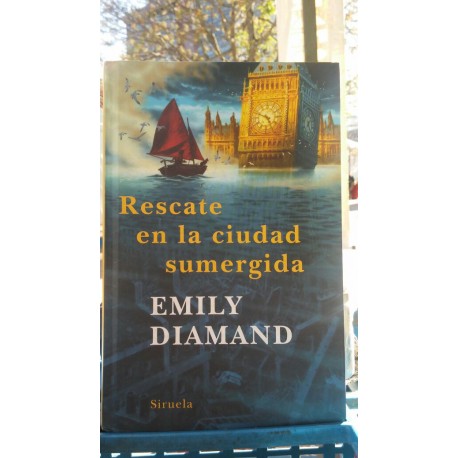 Rescate
en la ciudad
sumergida
EMILY
DIAMAND
Siruela